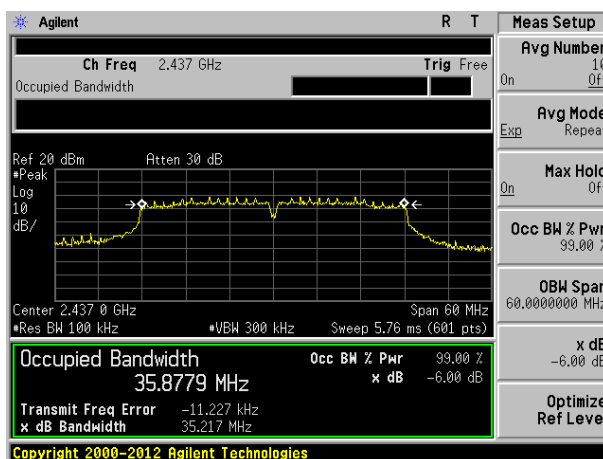 Agilent R T Meas Setup
Ch Freq 2.437 GHz Trig Free
Occupied Bandwidth
Avg Number
10
On Off
Avg Mode
Exp Repeat
Max Hold
On Off
Occ BW % Pwr
99.00 %
OBW Span
60.0000000 MHz
x dB
-6.00 dB
Optimize
Ref Level
Ref 20 dBm Atten 30 dB
#Peak
Log
10
dB/
Center 2.437 0 GHz Span 60 MHz
#Res BW 100 kHz #VBW 300 kHz Sweep 5.76 ms (601 pts)
Occupied Bandwidth Occ BW % Pwr 99.00 %
35.8779 MHz x dB -6.00 dB
Transmit Freq Error -11.227 kHz
x dB Bandwidth 35.217 MHz
Copyright 2000-2012 Agilent Technologies